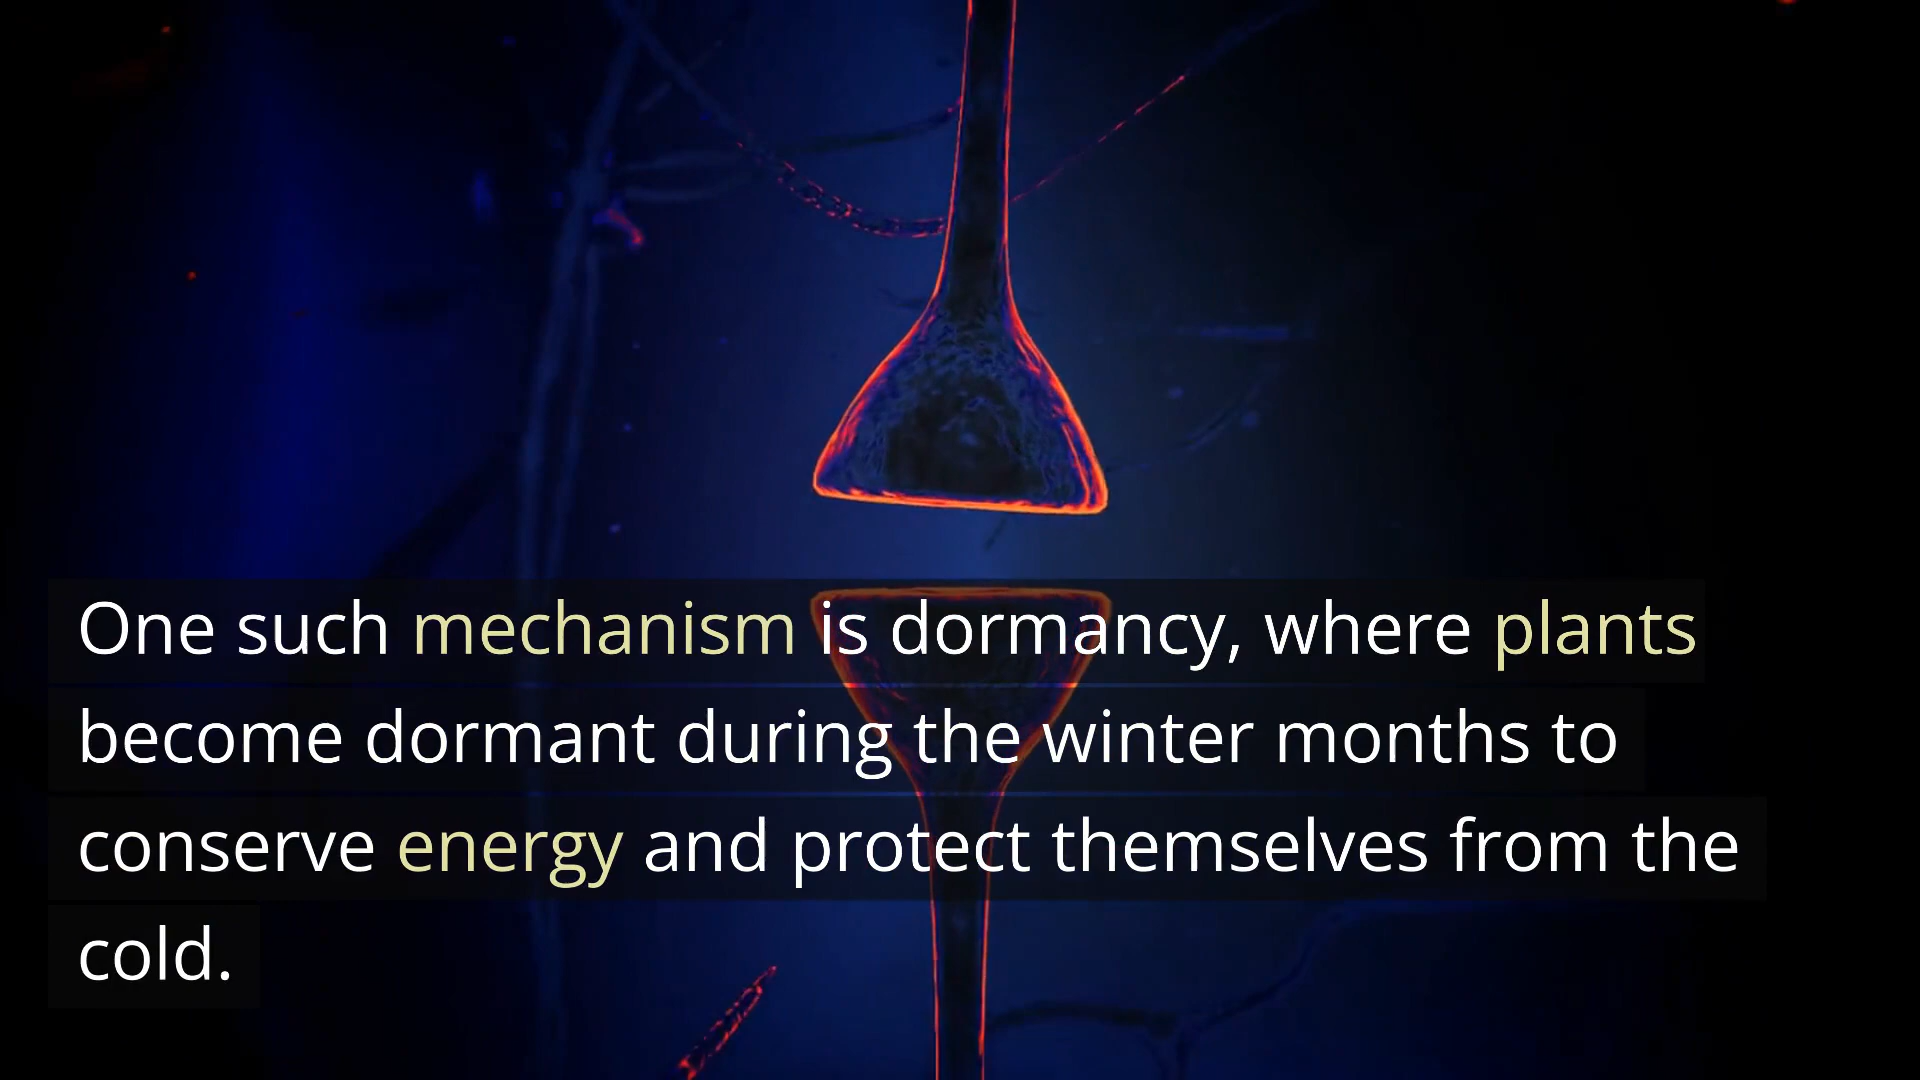 One such mechanism is dormancy, where plants
become dormant during the winter months to
conserve energy and protect themselves from the
cold.